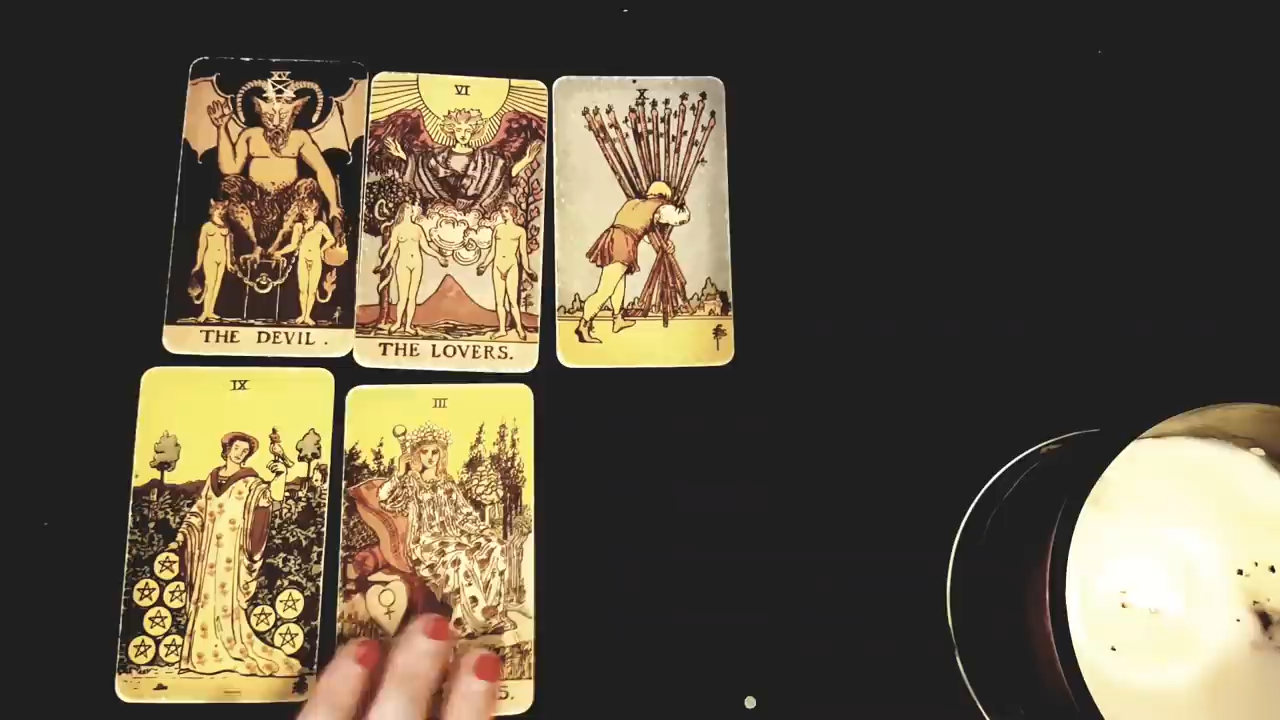 XV
THE DEVIL.
VI
THE LOVERS.
X
IX
III
S.